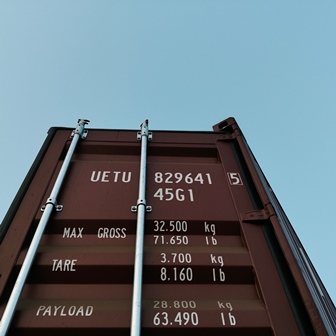 UETU 829641 5
45G1
MAX GROSS 32.500 kg
71.650 lb
TARE 3.700 kg
8.160 lb
PAYLOAD 28.800 kg
63.490 lb